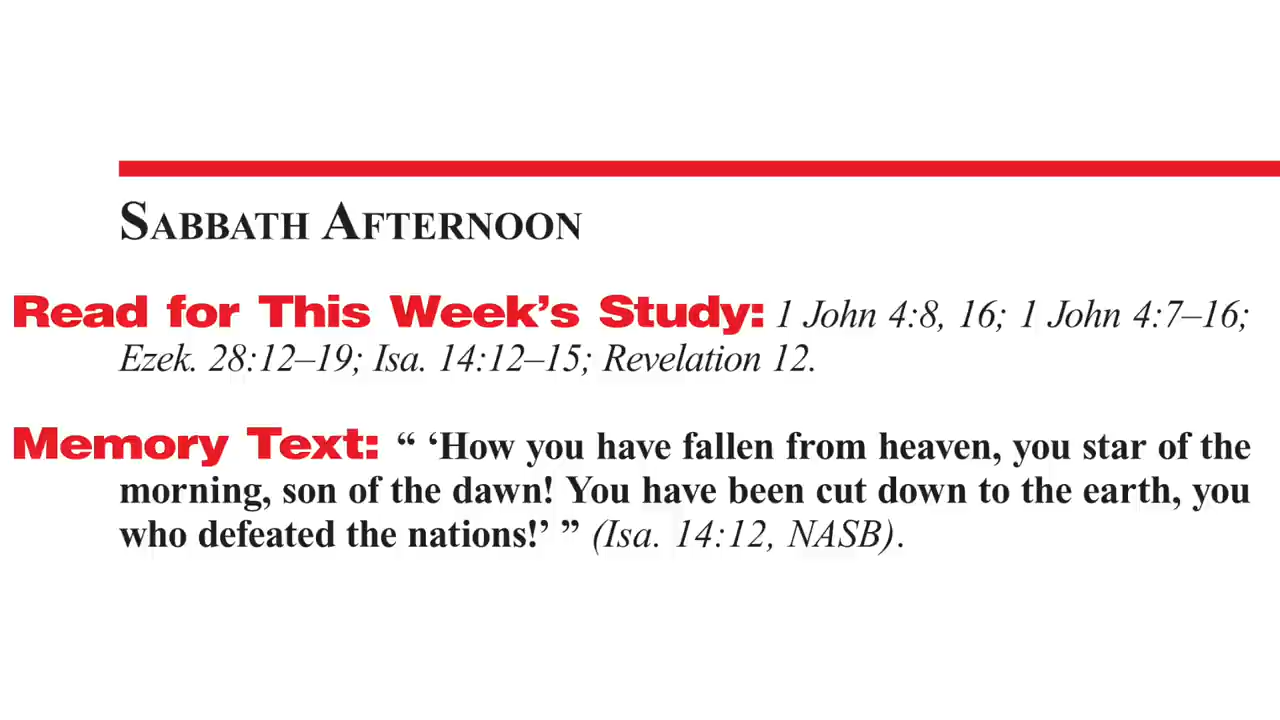 SABBATH AFTERNOON
Read for This Week’s Study: 1 John 4:8, 16; 1 John 4:7–16;
Ezek. 28:12–19; Isa. 14:12–15; Revelation 12.
Memory Text: “ ‘How you have fallen from heaven, you star of the
morning, son of the dawn! You have been cut down to the earth, you
who defeated the nations!’ ” (Isa. 14:12, NASB).